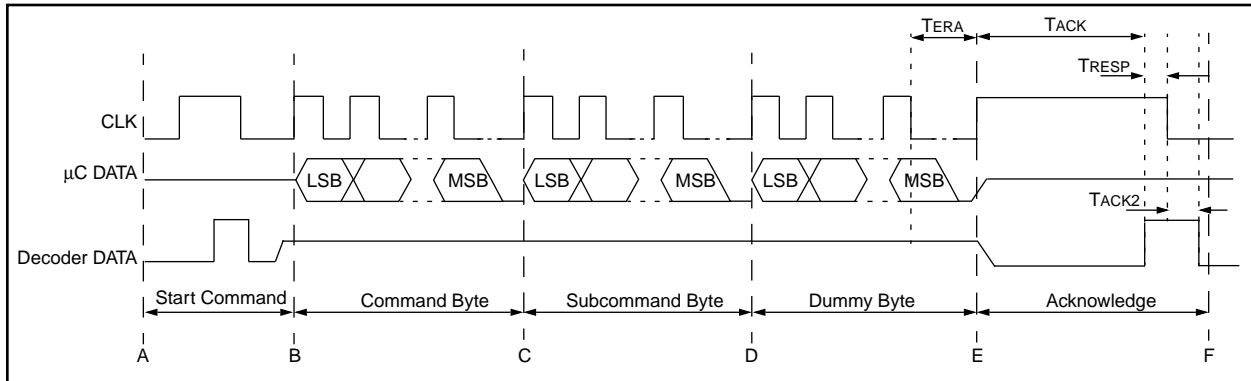 TERA
TACK
TRESP
CLK
μC DATA
LSB
MSB
LSB
MSB
LSB
MSB
TACK2
Decoder DATA
Start Command
Command Byte
Subcommand Byte
Dummy Byte
Acknowledge
A
B
C
D
E
F